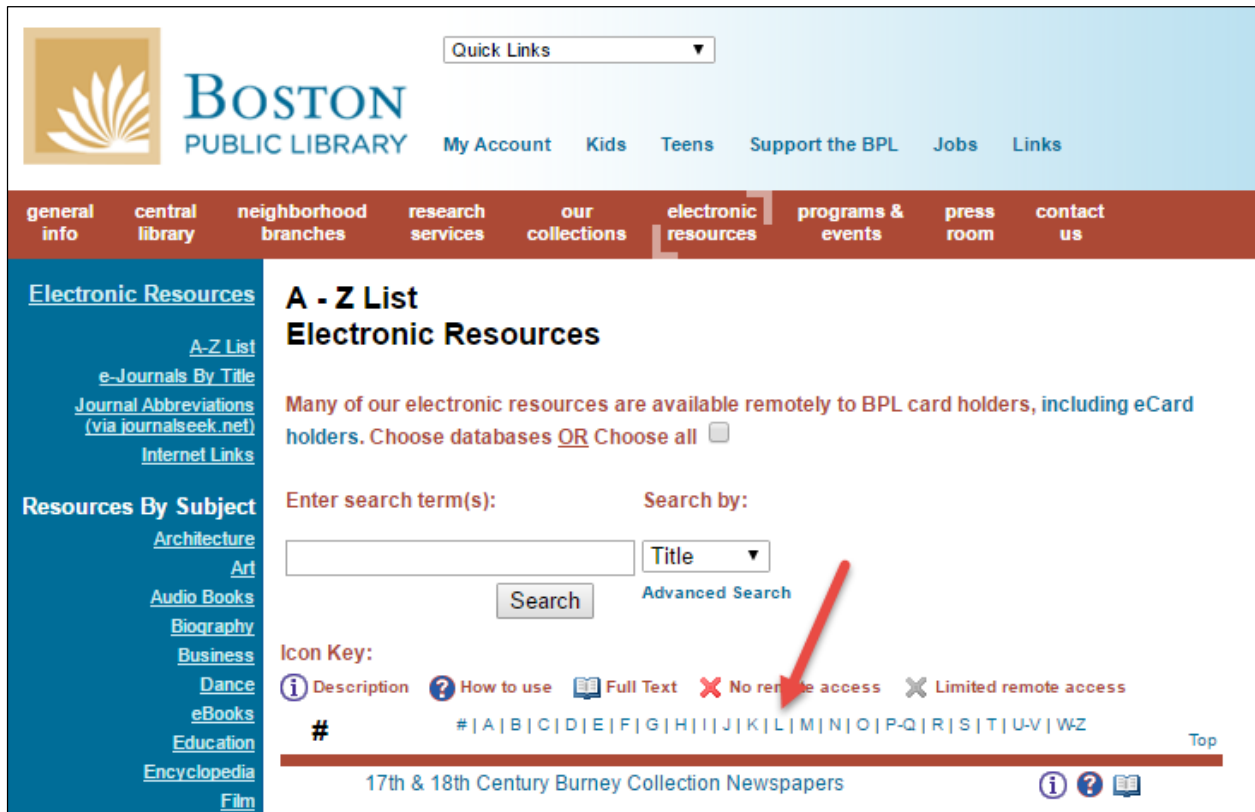 Quick Links
BOSTON
PUBLIC LIBRARY
My Account Kids Teens Support the BPL Jobs Links
general info
central library
neighborhood branches
research services
our collections
electronic resources
programs & events
press room
contact us
Electronic Resources
A-Z List
e-Journals By Title
Journal Abbreviations
(via journalseek.net)
Internet Links
Resources By Subject
Architecture
Art
Audio Books
Biography
Business
Dance
eBooks
Education
Encyclopedia
Film
A - Z List
Electronic Resources
Many of our electronic resources are available remotely to BPL card holders, including eCard
holders. Choose databases OR Choose all
Enter search term(s): Search by:
Title
Search Advanced Search
Icon Key:
i Description ? How to use Full Text No remote access Limited remote access
# # | A | B | C | D | E | F | G | H | I | J | K | L | M | N | O | P-Q | R | S | T | U-V | W-Z
Top
17th & 18th Century Burney Collection Newspapers i ?